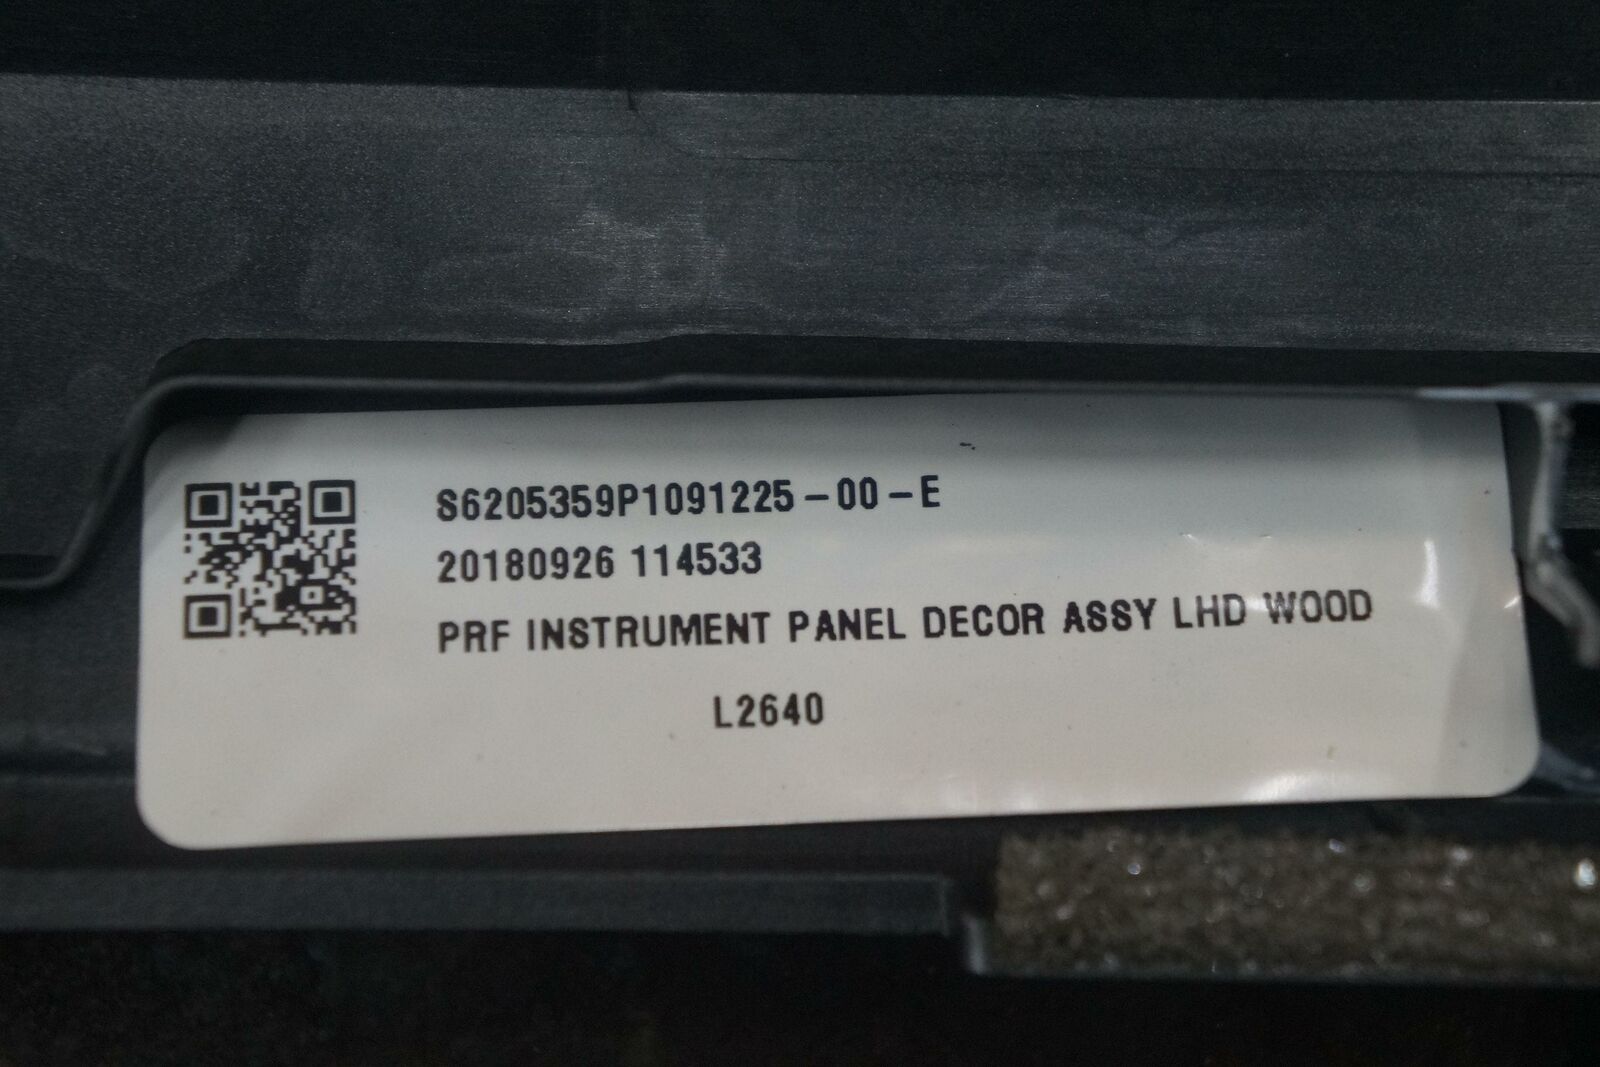 S6205359P1091225-00-E
20180926 114533
PRF INSTRUMENT PANEL DECOR ASSY LHD WOOD
L2640